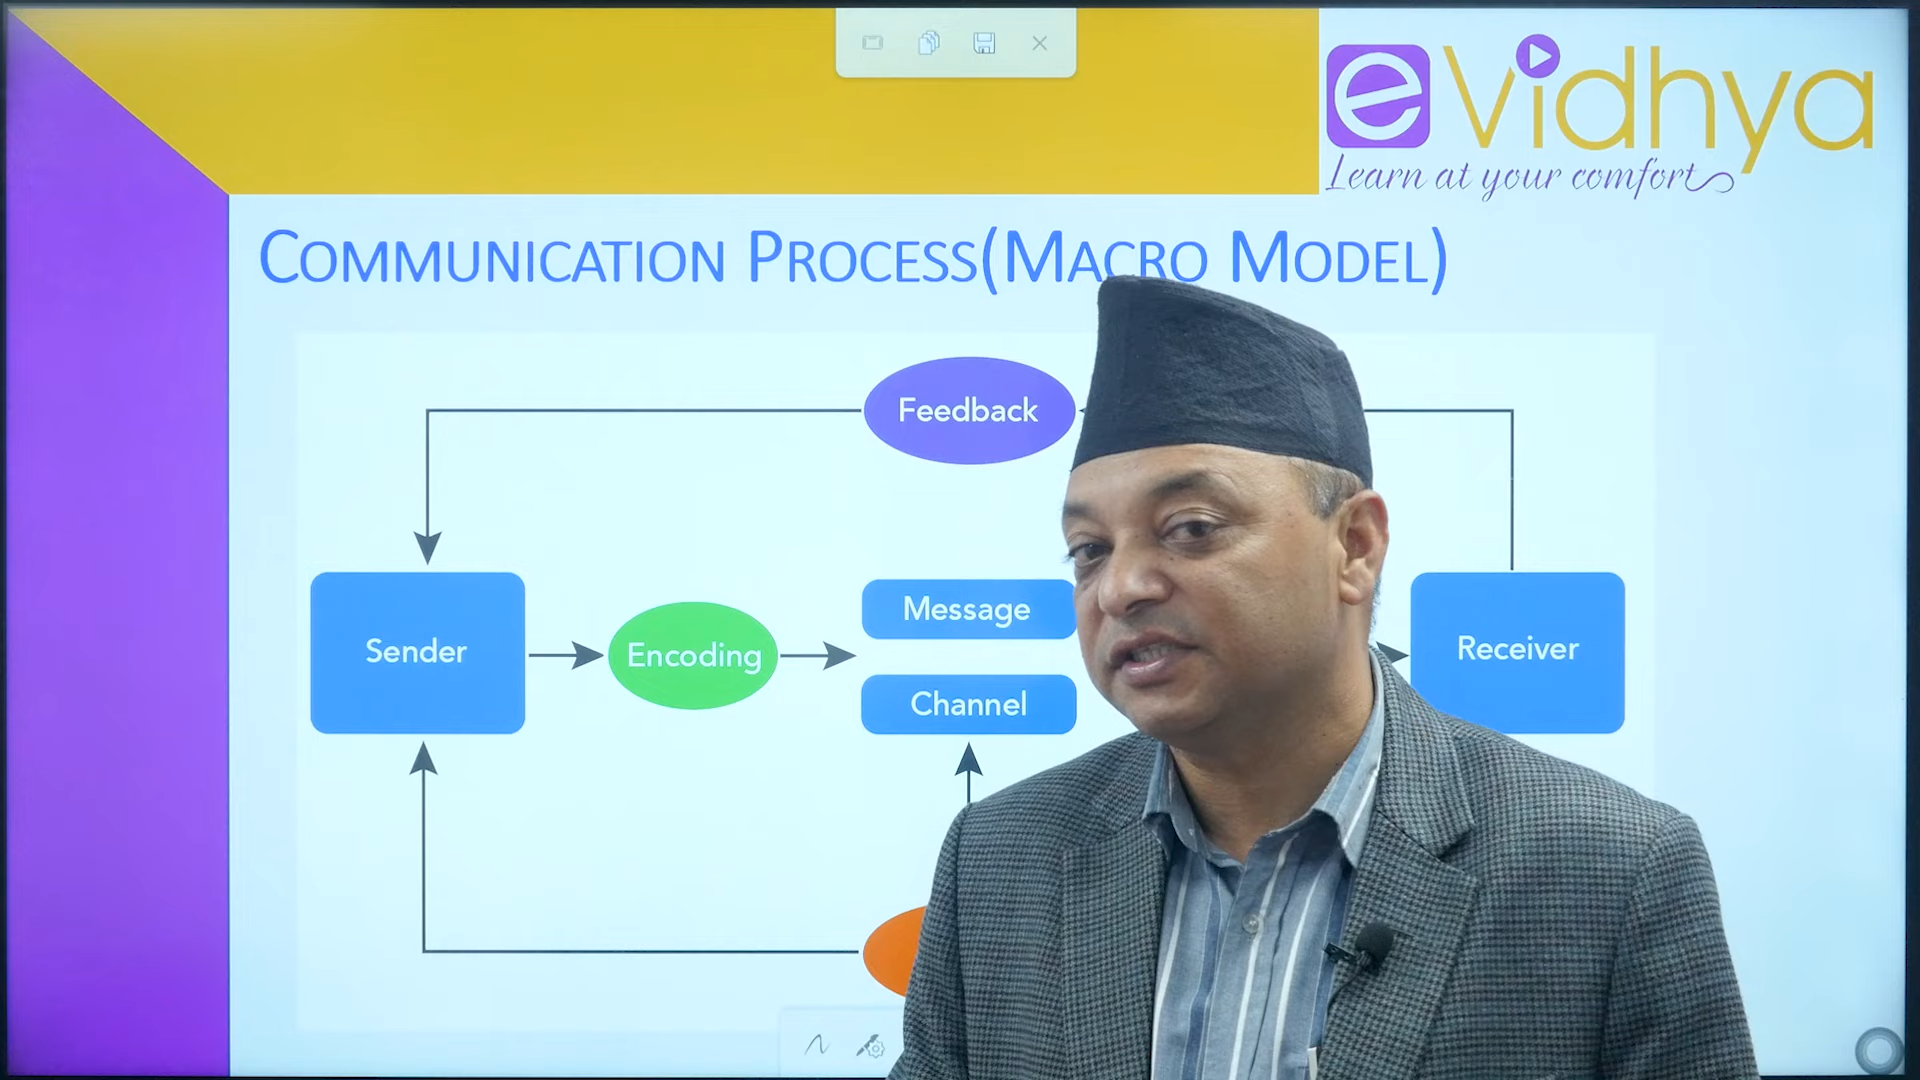 eVidhya
Learn at your comfort
COMMUNICATION PROCESS(MACRO MODEL)
Feedback
Message
Sender
Encoding
Receiver
Channel